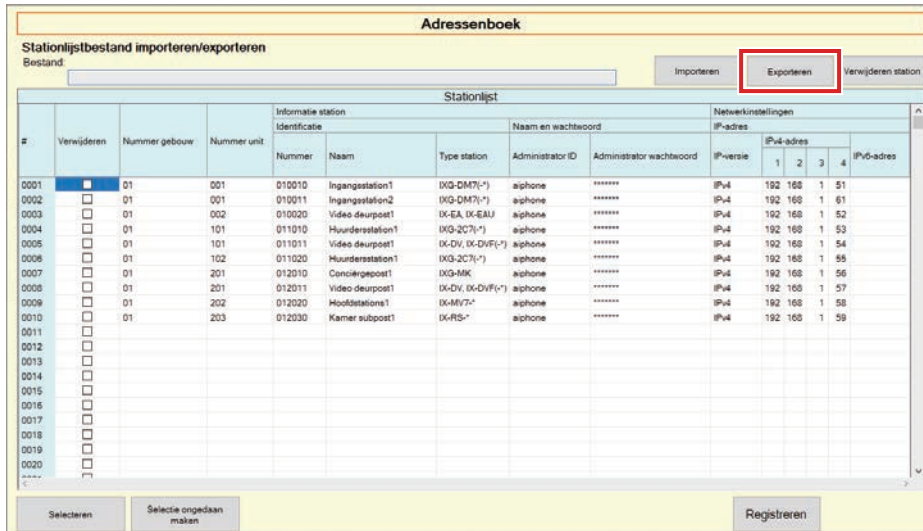 Adressenboek
Stationlijstbestand importeren/exporteren
Bestand:
Importeren Exporteren Verwijderen station
Stationlijst
Informatie station Netwerkinstellingen
Identificatie Naam en wachtwoord IP-adres
# Verwijderen Nummer gebouw Nummer unit Nummer Naam Type station Administrator ID Administrator wachtwoord IP-versie IPv4-adres IPv6-adres
1 2 3 4
0001 01 001 010010 Ingangsstation1 IXG-DM7(-*) aiphone ******* IPv4 192 168 1 51
0002 01 001 010011 Ingangsstation2 IXG-DM7(-*) aiphone ******* IPv4 192 168 1 61
0003 01 002 010020 Video deurpost1 IX-EA, IX-EAU aiphone ******* IPv4 192 168 1 52
0004 01 101 011010 Huurdersstation1 IXG-2C7(-*) aiphone ******* IPv4 192 168 1 53
0005 01 101 011011 Video deurpost1 IX-DV, IX-DVF(-*) aiphone ******* IPv4 192 168 1 54
0006 01 102 011020 Huurdersstation1 IXG-2C7(-*) aiphone ******* IPv4 192 168 1 55
0007 01 201 012010 Conciërgepost1 IXG-MK aiphone ******* IPv4 192 168 1 56
0008 01 201 012011 Video deurpost1 IX-DV, IX-DVF(-*) aiphone ******* IPv4 192 168 1 57
0009 01 202 012020 Hoofdstations1 IX-MV7-* aiphone ******* IPv4 192 168 1 58
0010 01 203 012030 Kamer subpost1 IX-RS-* aiphone ******* IPv4 192 168 1 59
0011
0012
0013
0014
0015
0016
0017
0018
0019
0020
Selecteren Selectie ongedaan maken Registreren